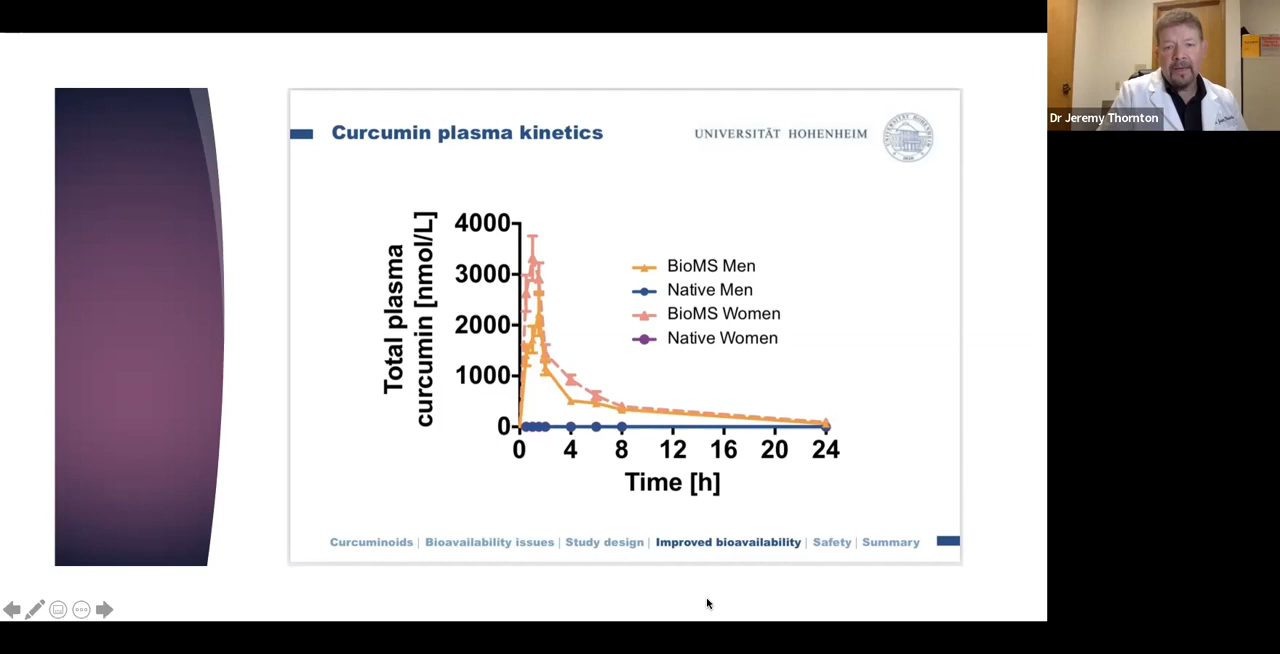 Curcumin plasma kinetics
UNIVERSITÄT HOHENHEIM
Total plasma
curcumin [nmol/L]
4000
3000
2000
1000
0
BioMS Men
Native Men
BioMS Women
Native Women
0 4 8 12 16 20 24
Time [h]
Curcuminoids | Bioavailability issues | Study design | Improved bioavailability | Safety | Summary
Dr Jeremy Thornton